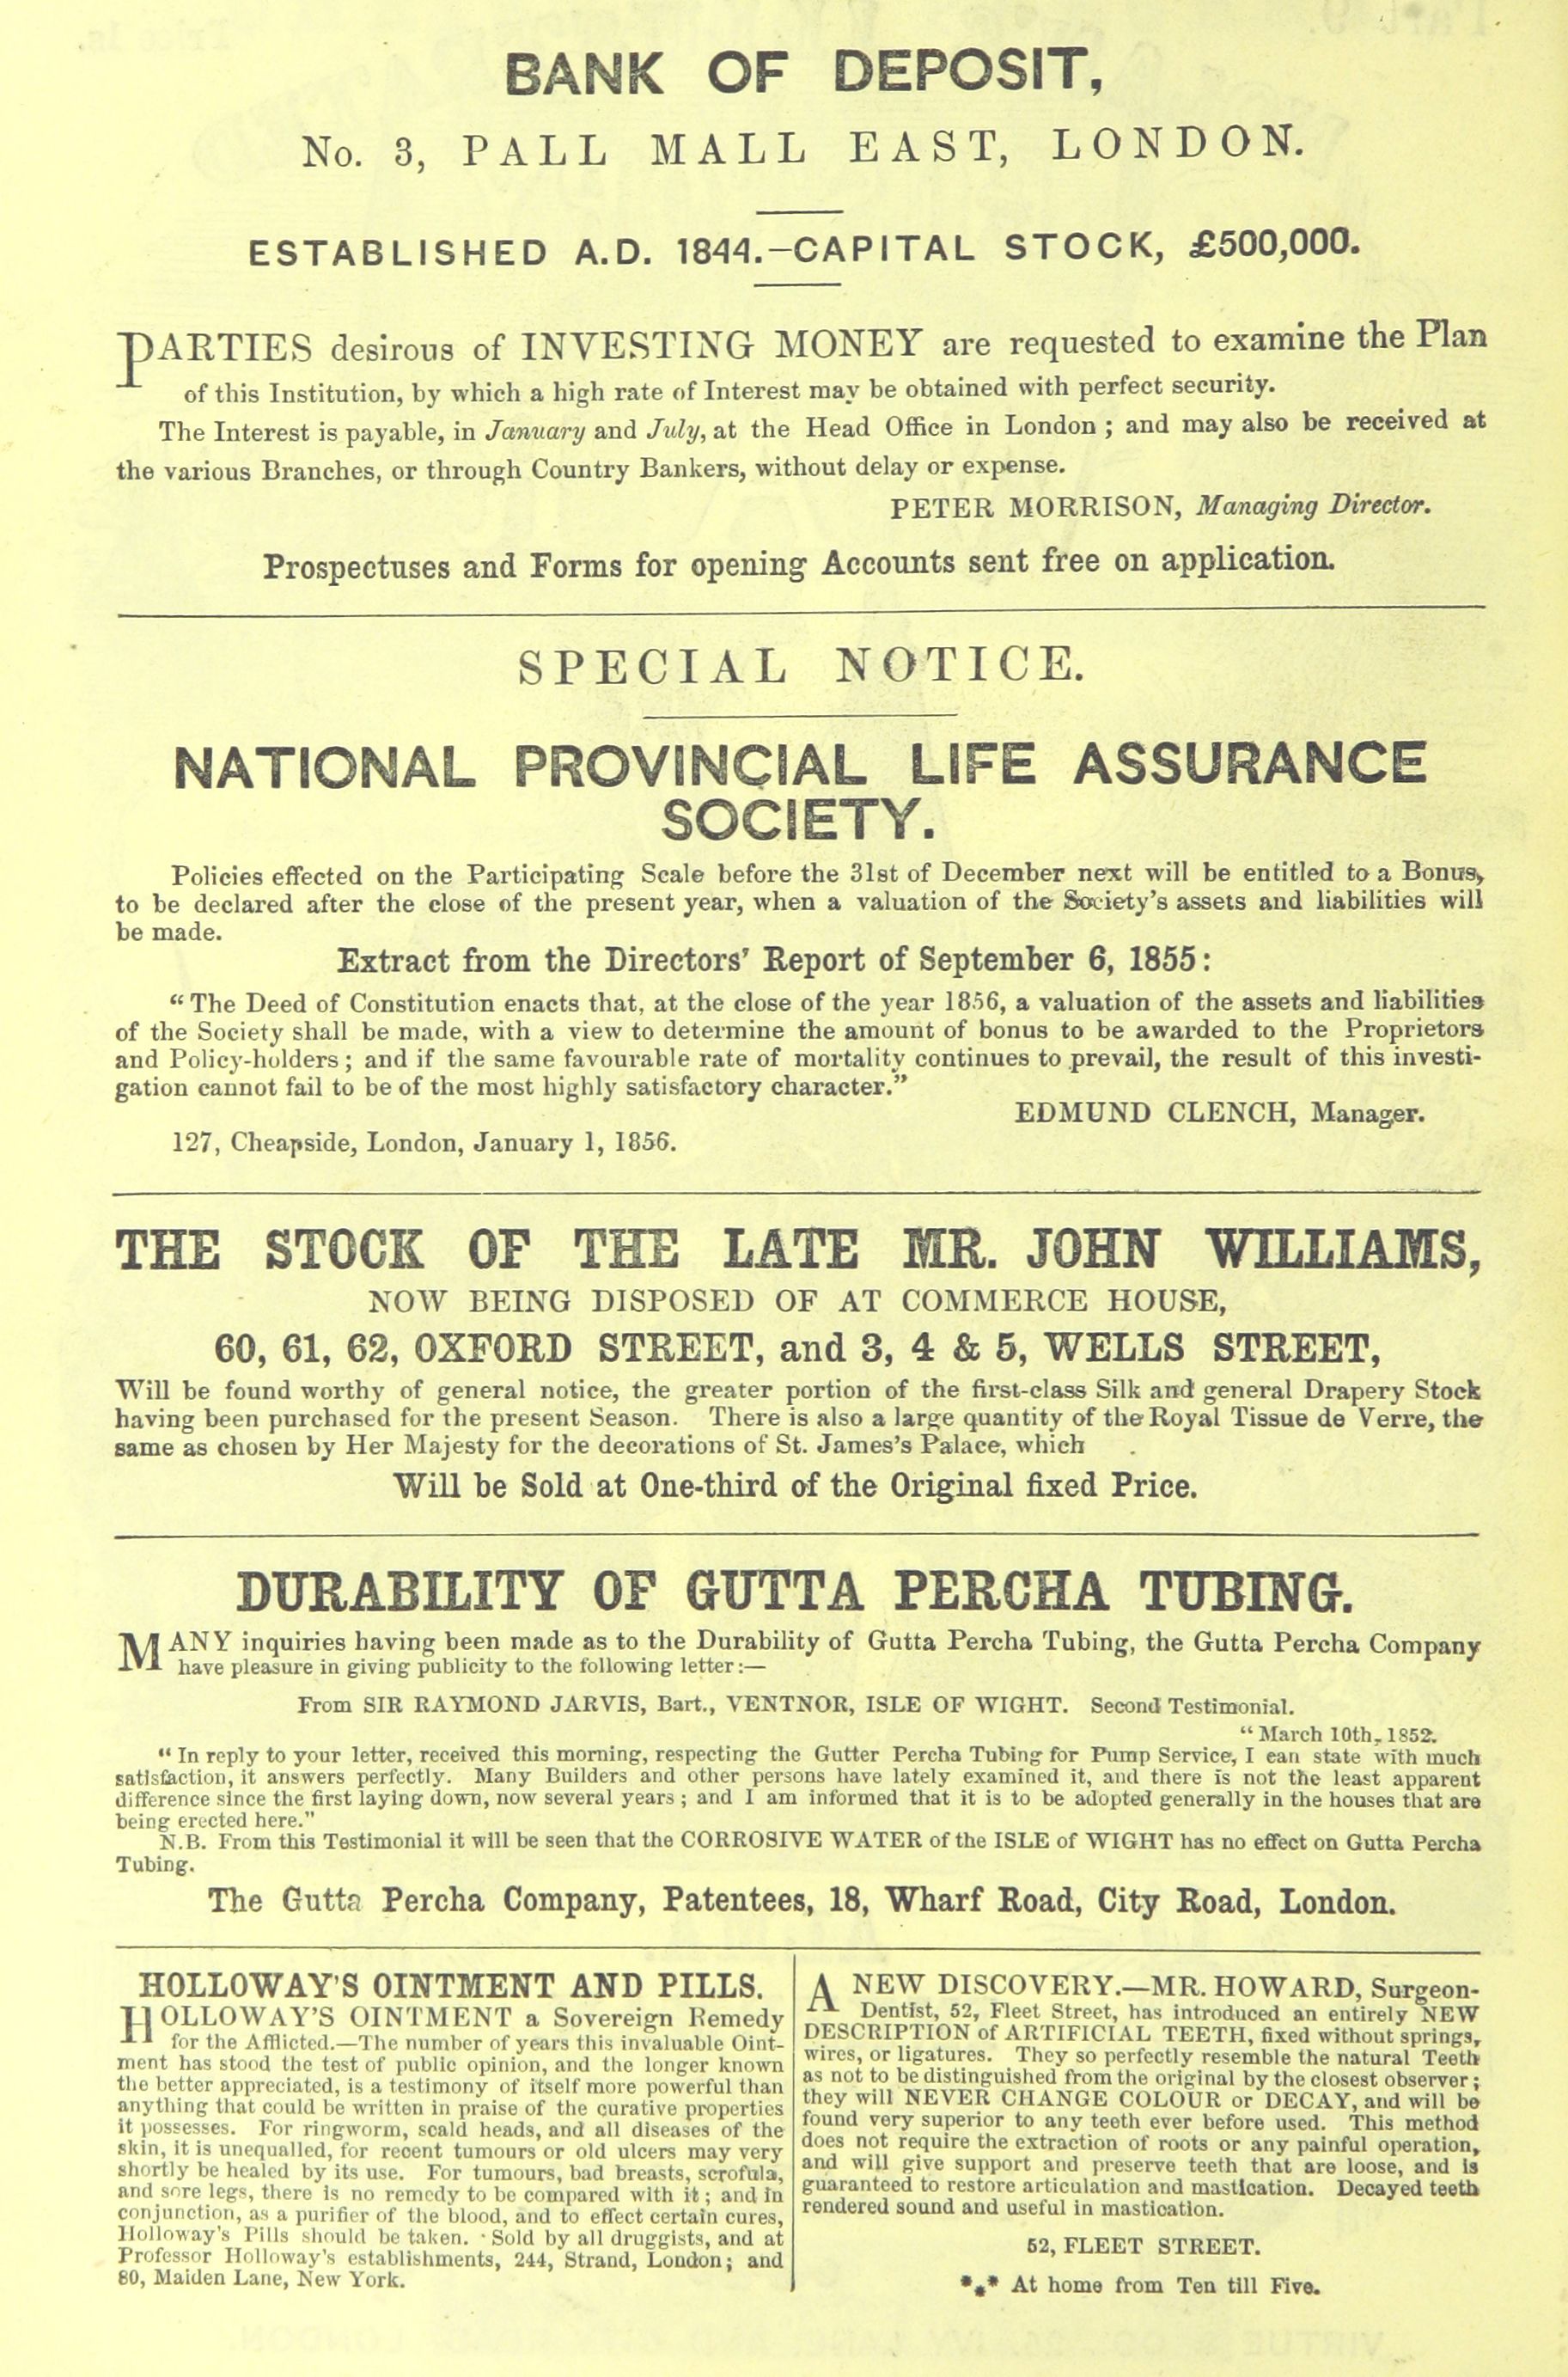 BANK OF DEPOSIT,
No. 3, PALL MALL EAST, LONDON.
ESTABLISHED A.D. 1844.—CAPITAL STOCK, £500,000.
PARTIES desirous of INVESTING MONEY are requested to examine the Plan
of this Institution, by which a high rate of Interest may be obtained with perfect security.
The Interest is payable, in January and July, at the Head Office in London; and may also be received at
the various Branches, or through Country Bankers, without delay or expense.
PETER MORRISON, Managing Director.
Prospectuses and Forms for opening Accounts sent free on application.
SPECIAL NOTICE.
NATIONAL PROVINCIAL LIFE ASSURANCE
SOCIETY.
Policies effected on the Participating Scale before the 31st of December next will be entitled to a Bonus,
to be declared after the close of the present year, when a valuation of the Society's assets and liabilities will
be made.
Extract from the Directors' Report of September 6, 1855:
"The Deed of Constitution enacts that, at the close of the year 1856, a valuation of the assets and liabilities
of the Society shall be made, with a view to determine the amount of bonus to be awarded to the Proprietors
and Policy-holders; and if the same favourable rate of mortality continues to prevail, the result of this investi-
gation cannot fail to be of the most highly satisfactory character."
EDMUND CLENCH, Manager.
127, Cheapside, London, January 1, 1856.
THE STOCK OF THE LATE MR. JOHN WILLIAMS,
NOW BEING DISPOSED OF AT COMMERCE HOUSE,
60, 61, 62, OXFORD STREET, and 3, 4 & 5, WELLS STREET,
Will be found worthy of general notice, the greater portion of the first-class Silk and general Drapery Stock
having been purchased for the present Season. There is also a large quantity of the Royal Tissue de Verre, the
same as chosen by Her Majesty for the decorations of St. James's Palace, which
Will be Sold at One-third of the Original fixed Price.
DURABILITY OF GUTTA PERCHA TUBING.
MANY inquiries having been made as to the Durability of Gutta Percha Tubing, the Gutta Percha Company
have pleasure in giving publicity to the following letter:—
From SIR RAYMOND JARVIS, Bart., VENTNOR, ISLE OF WIGHT. Second Testimonial.
"March 10th, 1852.
"In reply to your letter, received this morning, respecting the Gutter Percha Tubing for Pump Service, I can state with much
satisfaction, it answers perfectly. Many Builders and other persons have lately examined it, and there is not the least apparent
difference since the first laying down, now several years; and I am informed that it is to be adopted generally in the houses that are
being erected here."
N.B. From this Testimonial it will be seen that the CORROSIVE WATER of the ISLE of WIGHT has no effect on Gutta Percha
Tubing.
The Gutta Percha Company, Patentees, 18, Wharf Road, City Road, London.
HOLLOWAY'S OINTMENT AND PILLS.
HOLLOWAY'S OINTMENT a Sovereign Remedy
for the Afflicted.—The number of years this invaluable Oint-
ment has stood the test of public opinion, and the longer known
the better appreciated, is a testimony of itself more powerful than
anything that could be written in praise of the curative properties
it possesses. For ringworm, scald heads, and all diseases of the
skin, it is unequalled, for recent tumours or old ulcers may very
shortly be healed by its use. For tumours, bad breasts, scrofula,
and sore legs, there is no remedy to be compared with it; and in
conjunction, as a purifier of the blood, and to effect certain cures,
Holloway's Pills should be taken. Sold by all druggists, and at
Professor Holloway's establishments, 244, Strand, London; and
80, Maiden Lane, New York.
A NEW DISCOVERY.—MR. HOWARD, Surgeon-
Dentist, 52, Fleet Street, has introduced an entirely NEW
DESCRIPTION of ARTIFICIAL TEETH, fixed without springs,
wires, or ligatures. They so perfectly resemble the natural Teeth
as not to be distinguished from the original by the closest observer;
they will NEVER CHANGE COLOUR or DECAY, and will be
found very superior to any teeth ever before used. This method
does not require the extraction of roots or any painful operation,
and will give support and preserve teeth that are loose, and is
guaranteed to restore articulation and mastication. Decayed teeth
rendered sound and useful in mastication.
52, FLEET STREET.
*⁎* At home from Ten till Five.